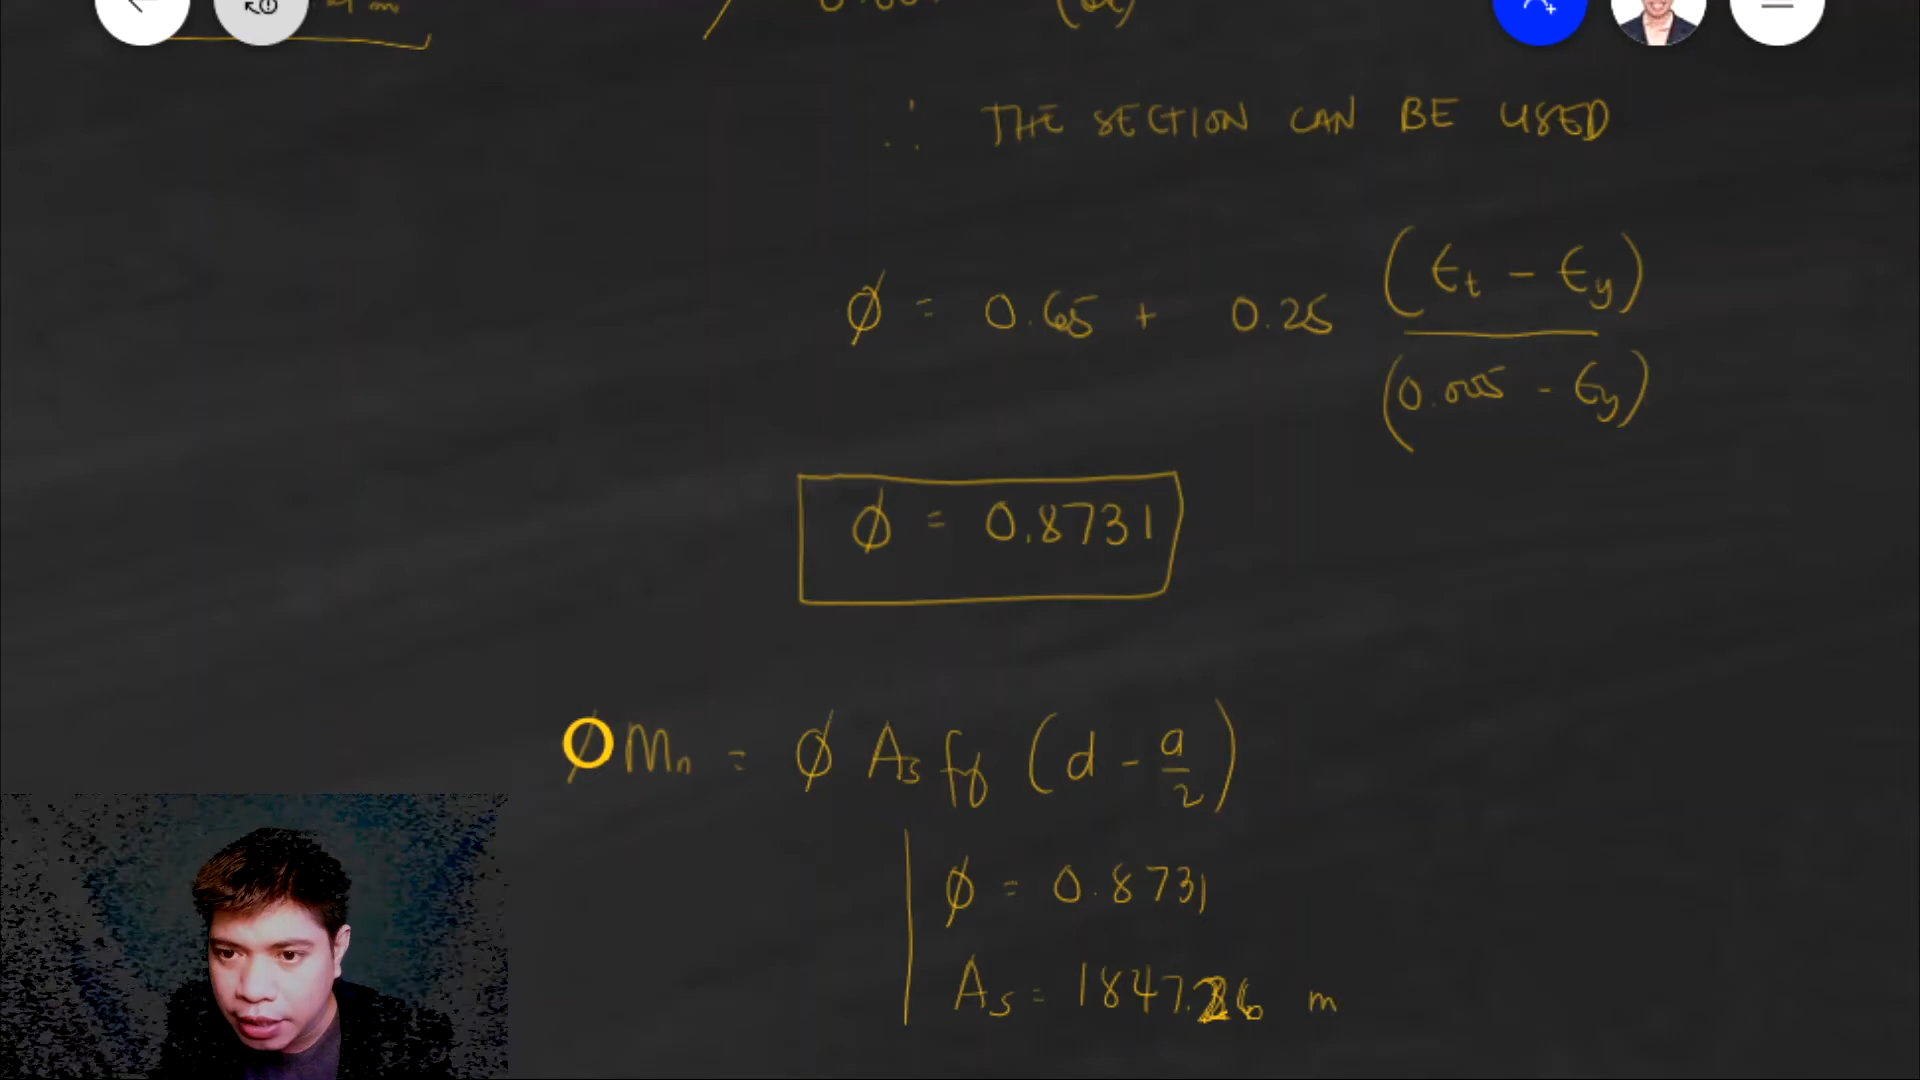 ∴ THE SECTION CAN BE USED
ϕ = 0.65 + 0.25 (ϵt - ϵy) / (0.005 - ϵy)
ϕ = 0.8731
ϕMn = ϕ As fy (d - a/2)
ϕ = 0.8731
As = 1847.26 m